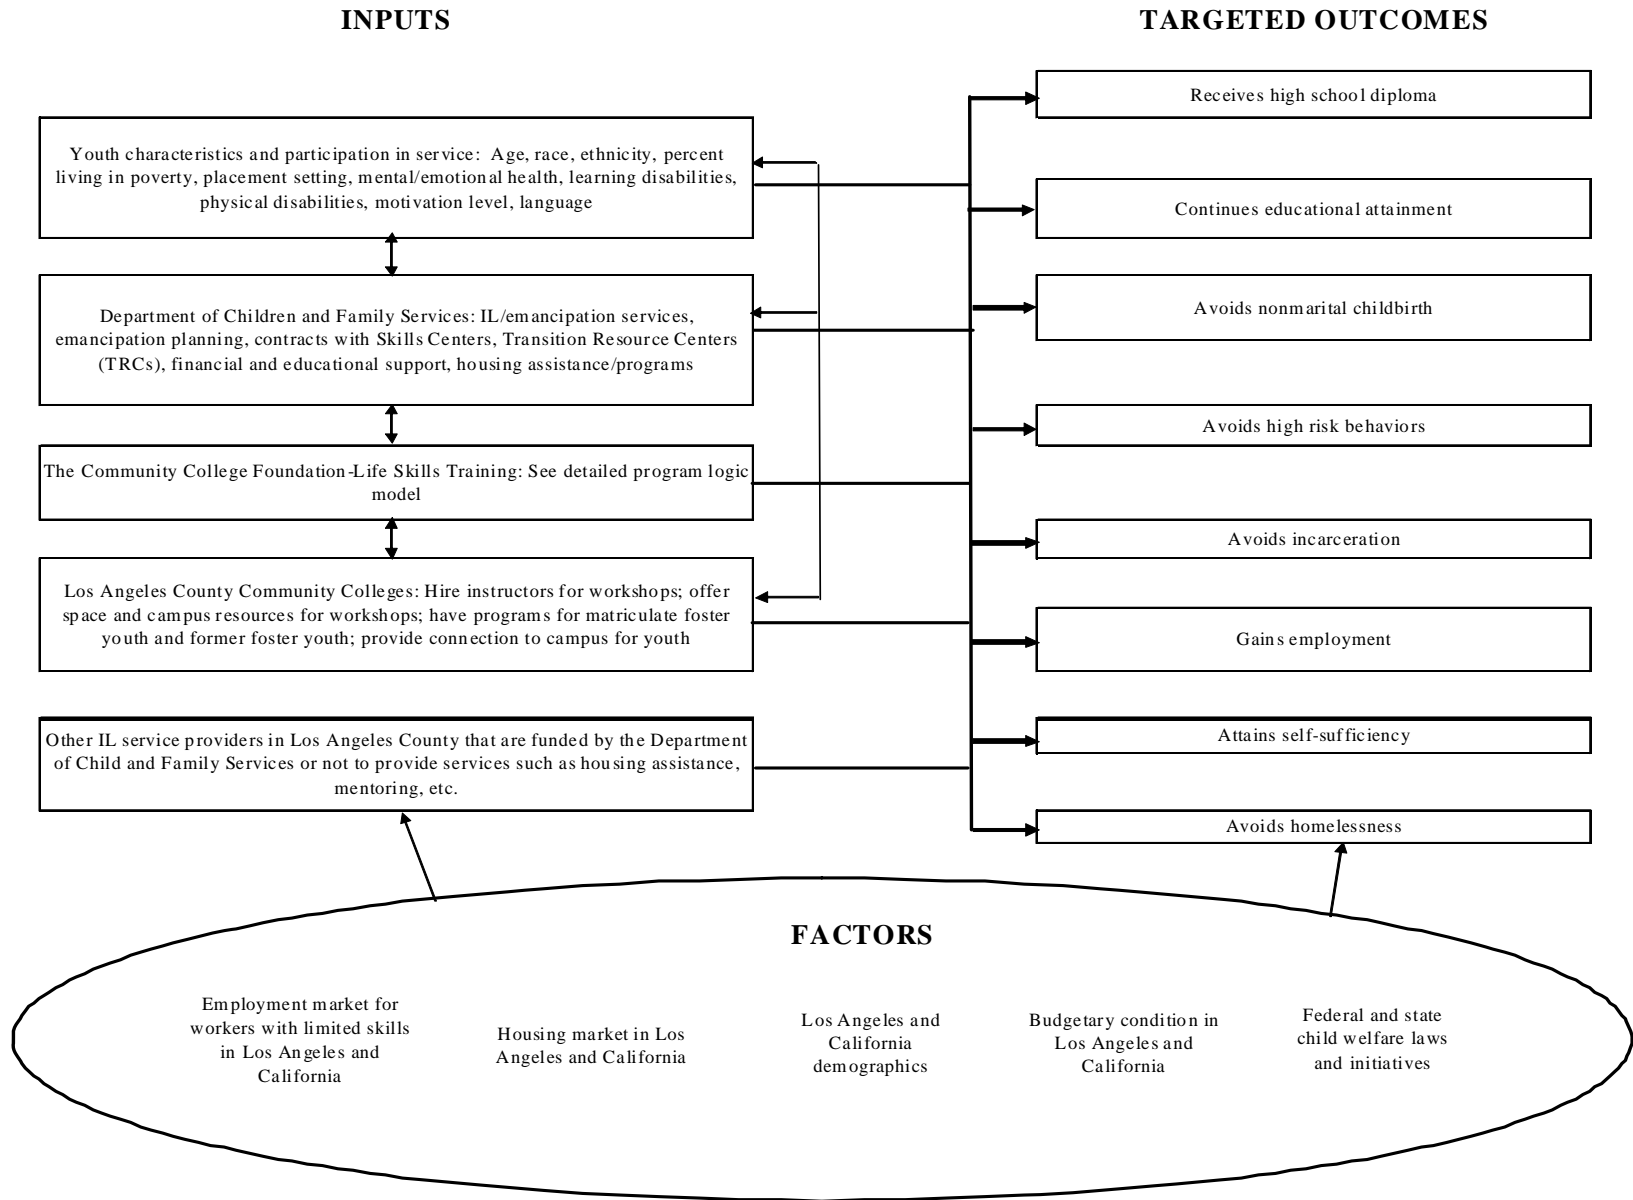 INPUTS
TARGETED OUTCOMES
Youth characteristics and participation in service: Age, race, ethnicity, percent
living in poverty, placement setting, mental/emotional health, learning disabilities,
physical disabilities, motivation level, language
Department of Children and Family Services: IL/emancipation services,
emancipation planning, contracts with Skills Centers, Transition Resource Centers
(TRCs), financial and educational support, housing assistance/programs
The Community College Foundation-Life Skills Training: See detailed program logic
model
Los Angeles County Community Colleges: Hire instructors for workshops; offer
space and campus resources for workshops; have programs for matriculate foster
youth and former foster youth; provide connection to campus for youth
Other IL service providers in Los Angeles County that are funded by the Department
of Child and Family Services or not to provide services such as housing assistance,
mentoring, etc.
Receives high school diploma
Continues educational attainment
Avoids nonmarital childbirth
Avoids high risk behaviors
Avoids incarceration
Gains employment
Attains self-sufficiency
Avoids homelessness
FACTORS
Employment market for
workers with limited skills
in Los Angeles and
California
Housing market in Los
Angeles and California
Los Angeles and
California
demographics
Budgetary condition in
Los Angeles and
California
Federal and state
child welfare laws
and initiatives